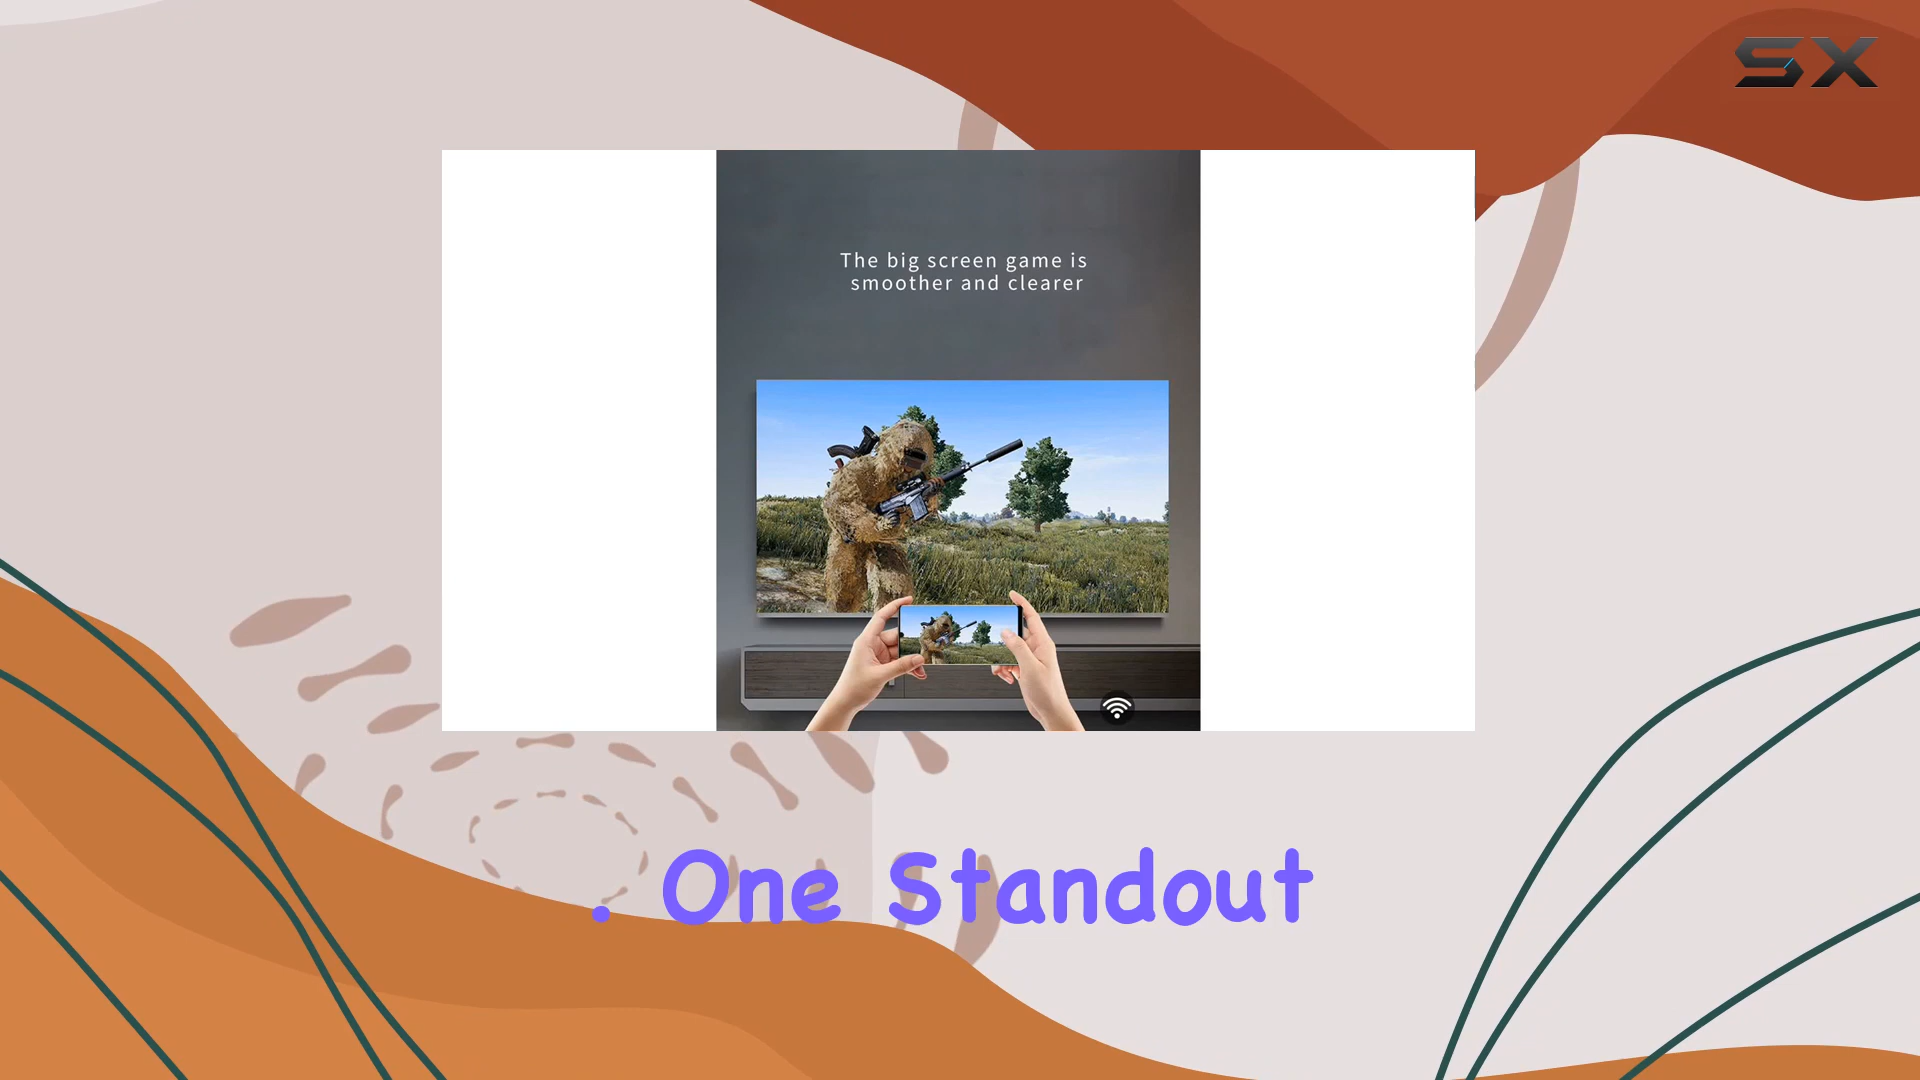 SX
The big screen game is
smoother and clearer
. One Standout